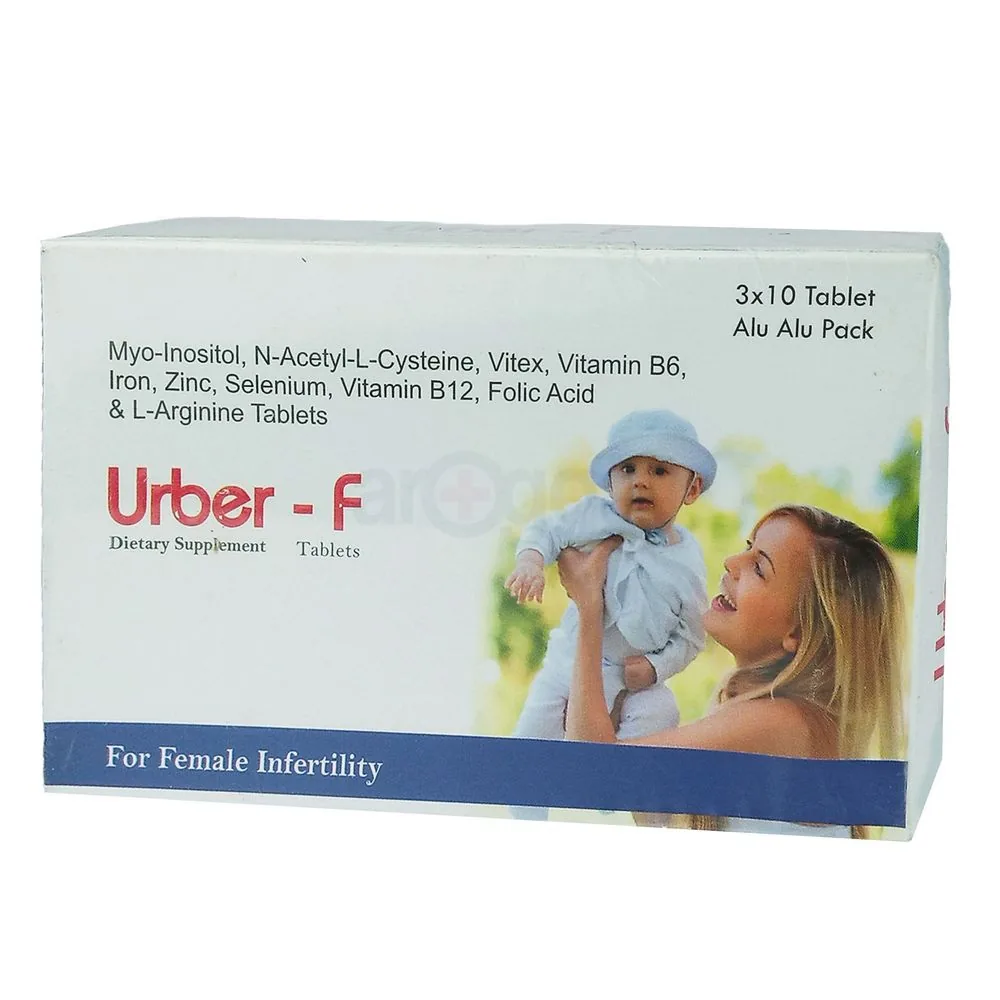 3x10 Tablet
Alu Alu Pack
Myo-Inositol, N-Acetyl-L-Cysteine, Vitex, Vitamin B6,
Iron, Zinc, Selenium, Vitamin B12, Folic Acid
& L-Arginine Tablets
Urber - F
Dietary Supplement Tablets
For Female Infertility